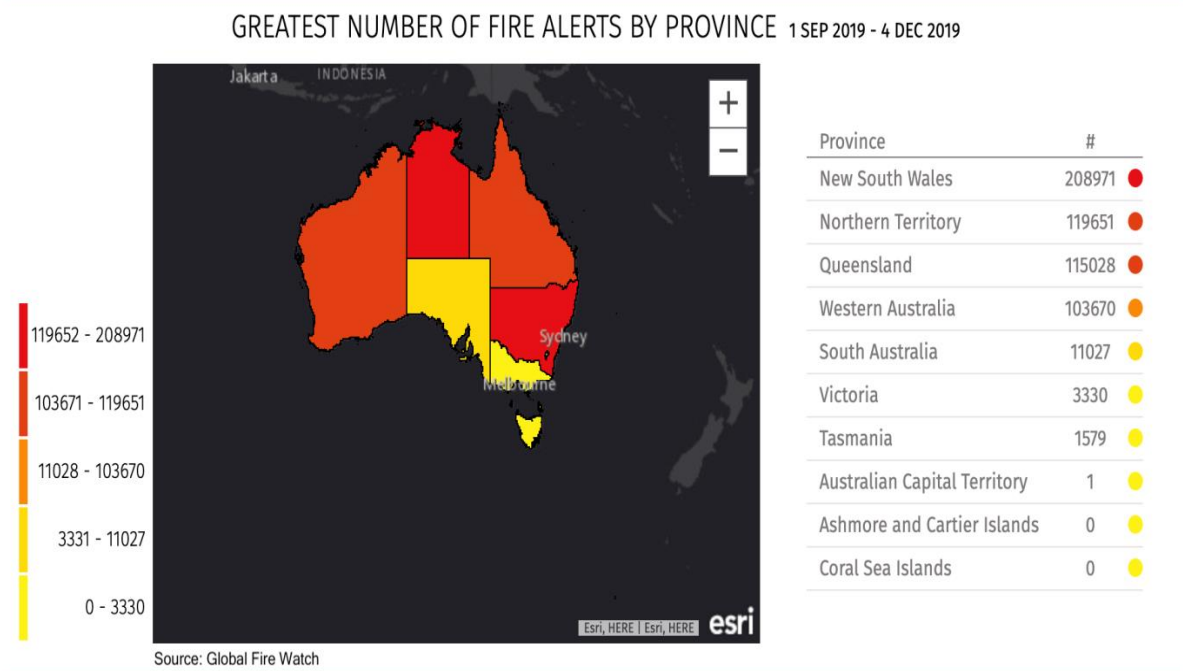 GREATEST NUMBER OF FIRE ALERTS BY PROVINCE 1 SEP 2019 - 4 DEC 2019
Jakarta INDONESIA
+
−
Sydney
Melbourne
119652 - 208971
103671 - 119651
11028 - 103670
3331 - 11027
0 - 3330
Province #
New South Wales 208971
Northern Territory 119651
Queensland 115028
Western Australia 103670
South Australia 11027
Victoria 3330
Tasmania 1579
Australian Capital Territory 1
Ashmore and Cartier Islands 0
Coral Sea Islands 0
Esri, HERE | Esri, HERE esri
Source: Global Fire Watch